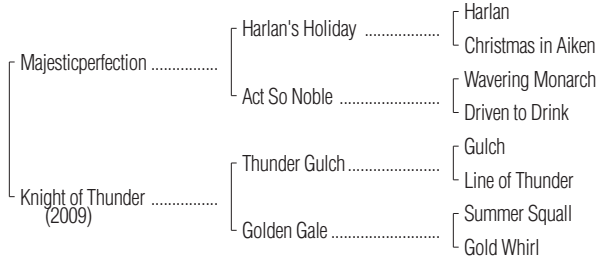 Harlan
Harlan's Holiday ..................
Christmas in Aiken
Majesticperfection ................
Wavering Monarch
Act So Noble ........................
Driven to Drink
Gulch
Thunder Gulch......................
Line of Thunder
Knight of Thunder ................
(2009)
Summer Squall
Golden Gale ..........................
Gold Whirl